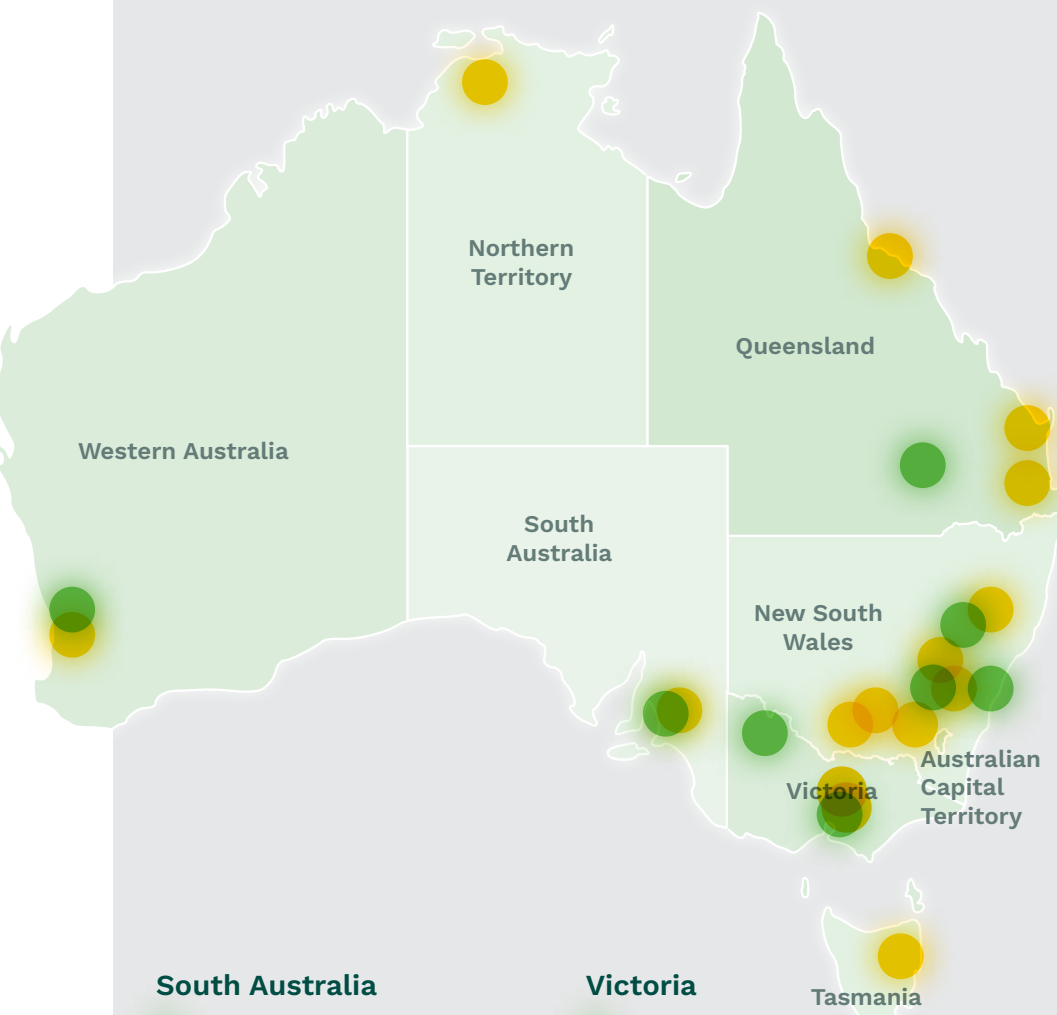 Northern
Territory
Queensland
Western Australia
South
Australia
New South
Wales
Australian
Capital
Territory
Victoria
South Australia
Victoria
Tasmania